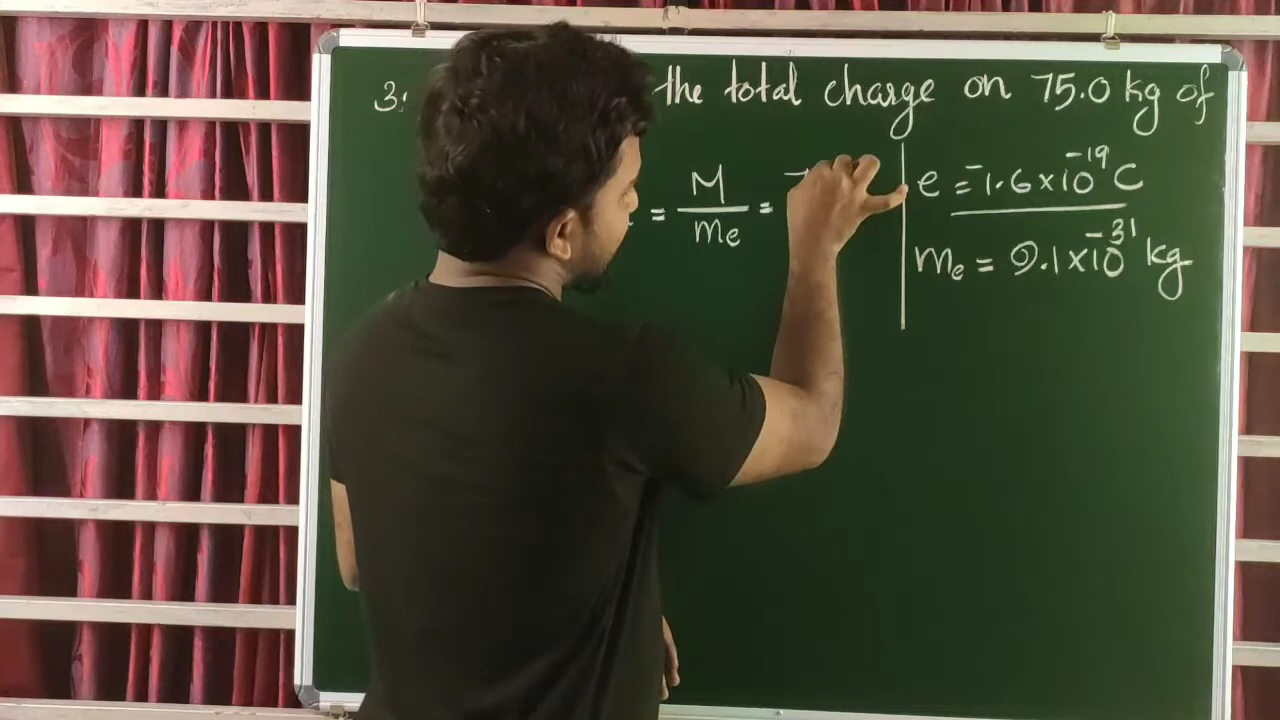 3. the total charge on 75.0 kg of
= M/mₑ =
e = -1.6×10⁻¹⁹ C
mₑ = 9.1×10⁻³¹ kg